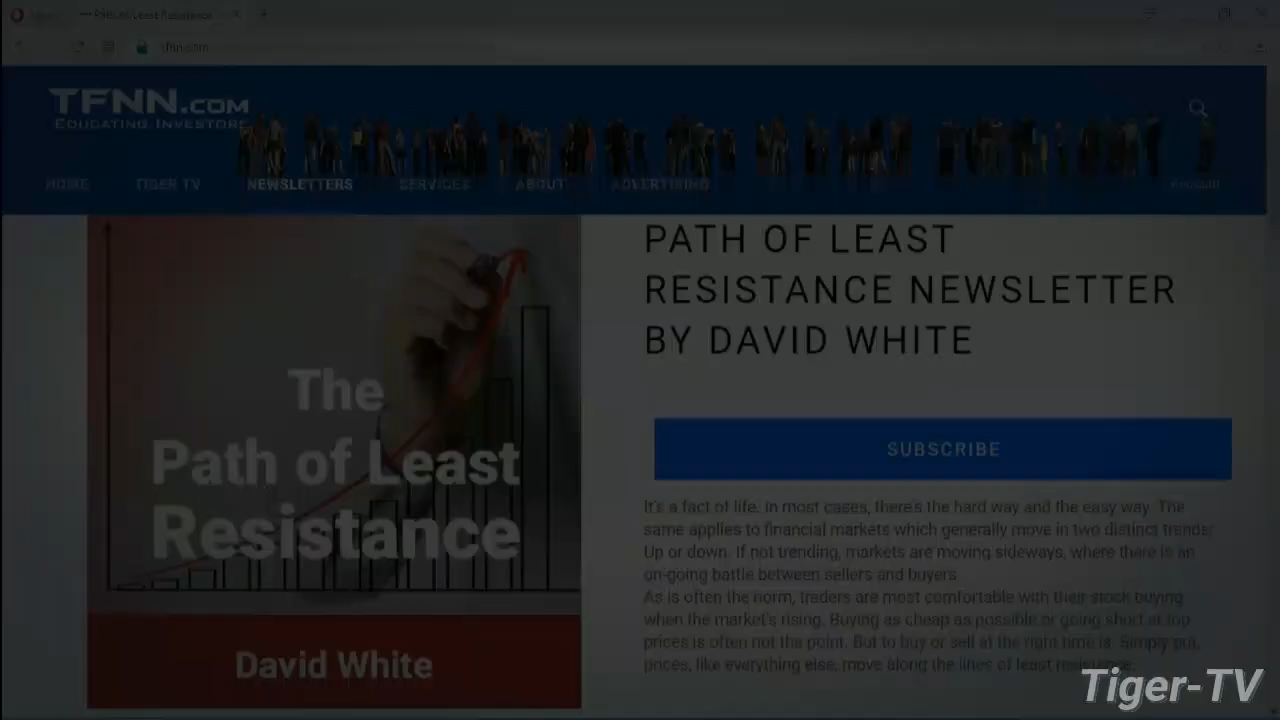 Path of Least Resistance
tfnn.com
TFNN.COM
EDUCATING INVESTORS
HOME TIGER TV NEWSLETTERS SERVICES ABOUT ADVERTISING
PATH OF LEAST
RESISTANCE NEWSLETTER
BY DAVID WHITE
The
Path of Least
Resistance
David White
SUBSCRIBE
It's a fact of life. In most cases, there's the hard way and the easy way. The
same applies to financial markets which generally move in two distinct trends:
Up or down. If not trending, markets are moving sideways, where there is an
on-going battle between sellers and buyers.
As is often the norm, traders are most comfortable with their stock buying
when the market's rising. Buying as cheap as possible or going short at top
prices is often not the point. But to buy or sell at the right time is. Simply put,
prices, like everything else, move along the lines of least resistance.
Tiger-TV